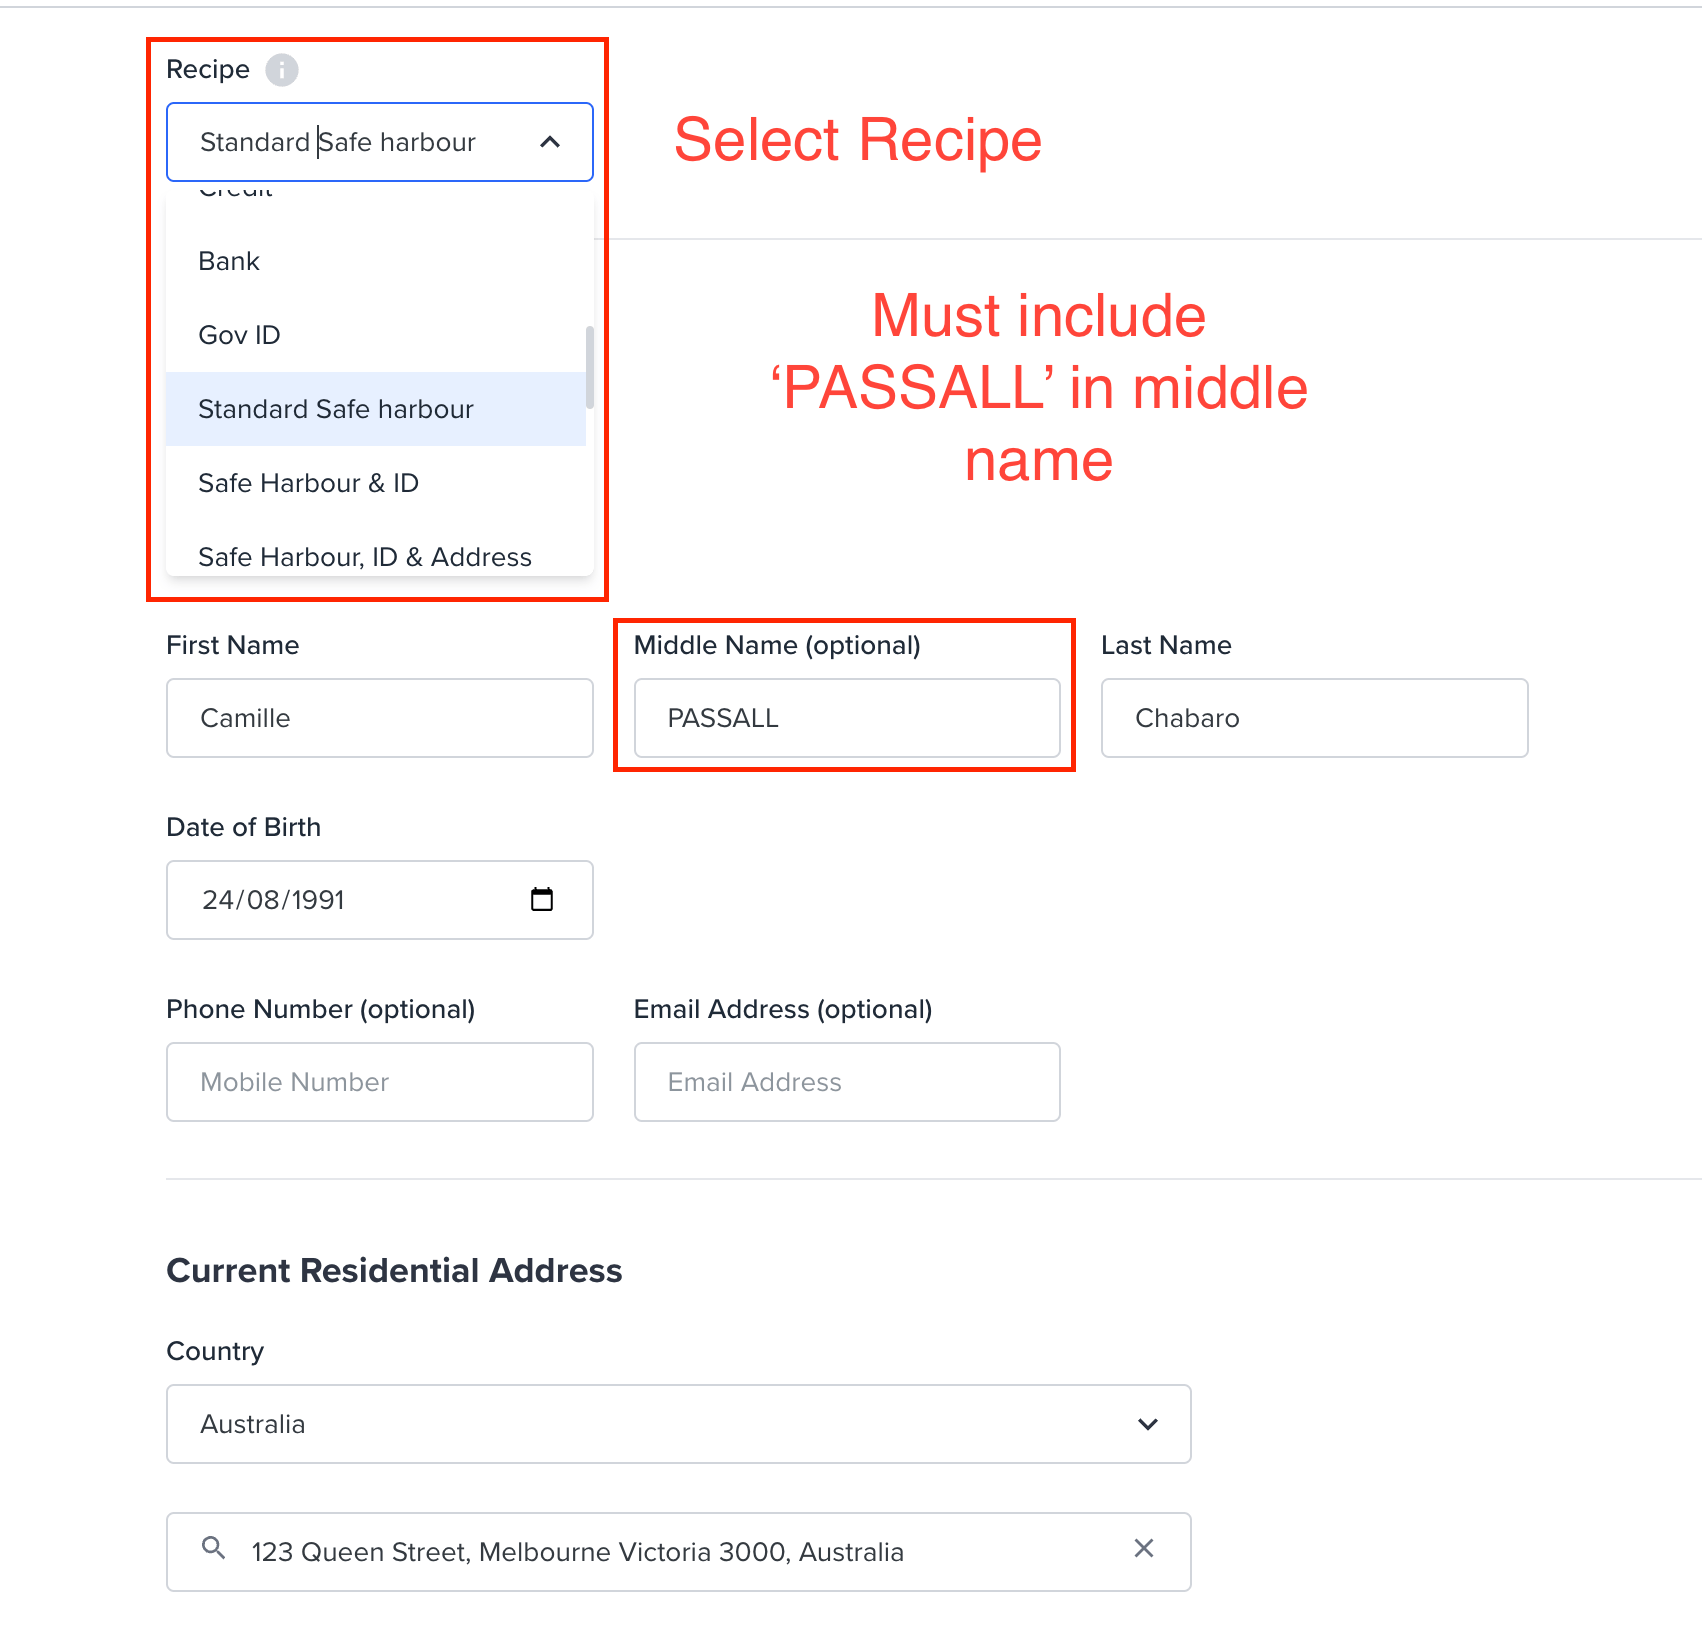 Recipe
Standard Safe harbour
Select Recipe
Credit
Bank
Gov ID
Standard Safe harbour
Safe Harbour & ID
Safe Harbour, ID & Address
Must include
‘PASSALL’ in middle
name
First Name
Middle Name (optional)
Last Name
Camille
PASSALL
Chabaro
Date of Birth
24/08/1991
Phone Number (optional)
Email Address (optional)
Mobile Number
Email Address
Current Residential Address
Country
Australia
123 Queen Street, Melbourne Victoria 3000, Australia